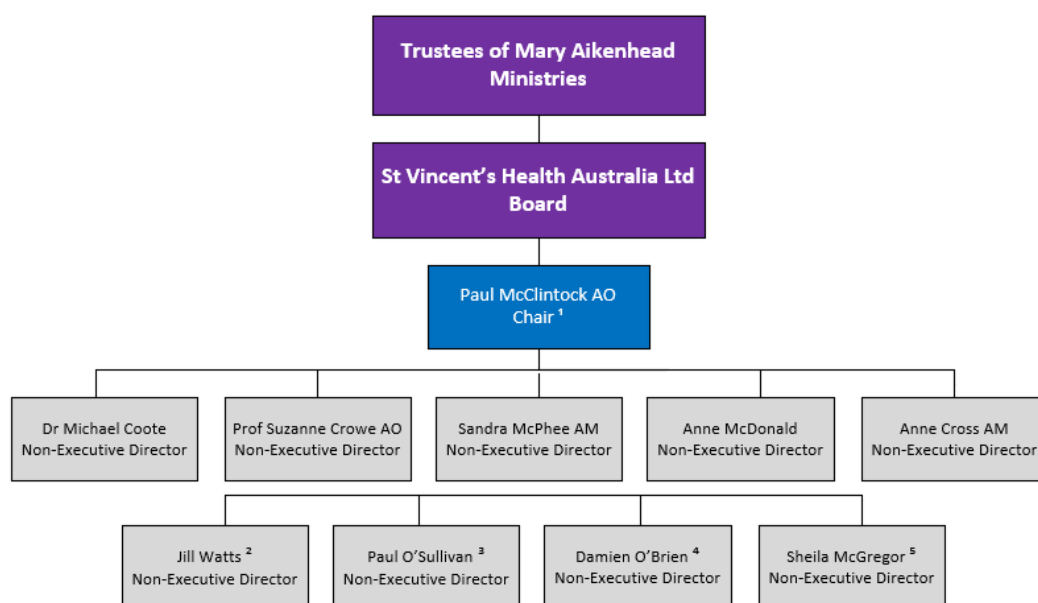 Trustees of Mary Aikenhead
Ministries
St Vincent’s Health Australia Ltd
Board
Paul McClintock AO
Chair ¹
Dr Michael Coote
Non-Executive Director
Prof Suzanne Crowe AO
Non-Executive Director
Sandra McPhee AM
Non-Executive Director
Anne McDonald
Non-Executive Director
Anne Cross AM
Non-Executive Director
Jill Watts ²
Non-Executive Director
Paul O’Sullivan ³
Non-Executive Director
Damien O’Brien ⁴
Non-Executive Director
Sheila McGregor ⁵
Non-Executive Director